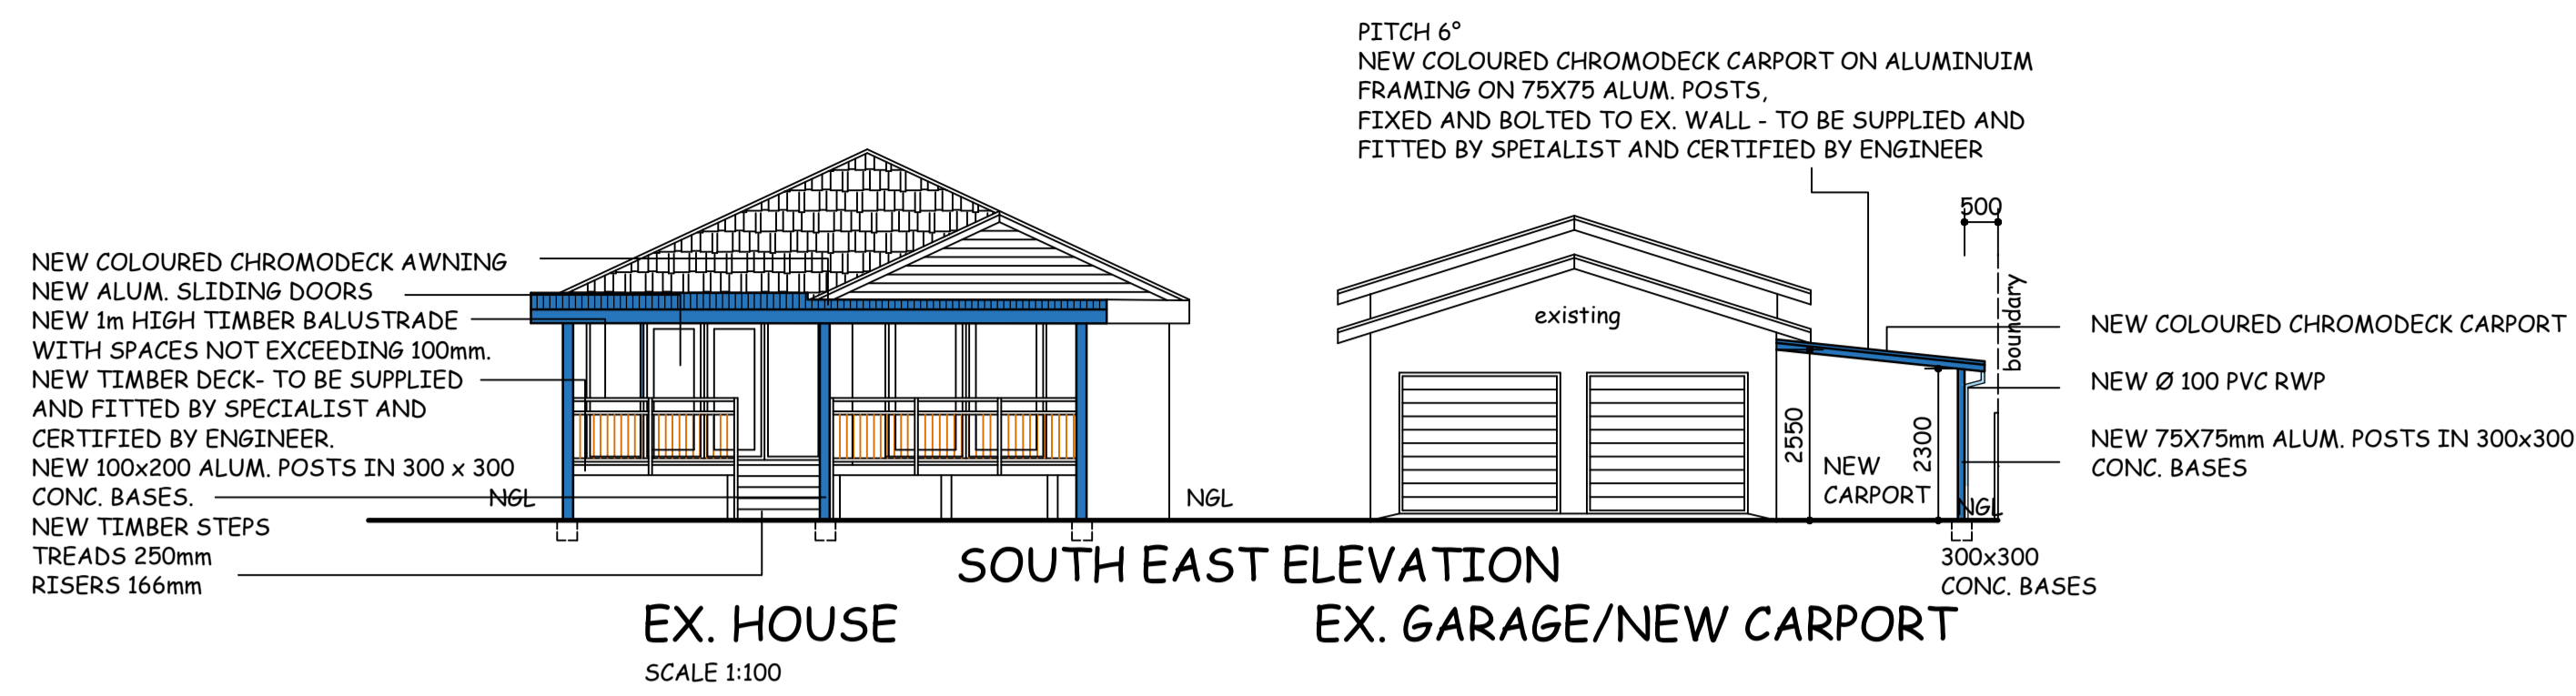 PITCH 6°
NEW COLOURED CHROMODECK CARPORT ON ALUMINUIM
FRAMING ON 75X75 ALUM. POSTS,
FIXED AND BOLTED TO EX. WALL - TO BE SUPPLIED AND
FITTED BY SPEIALIST AND CERTIFIED BY ENGINEER
500
boundary
NEW COLOURED CHROMODECK AWNING
NEW ALUM. SLIDING DOORS
NEW 1m HIGH TIMBER BALUSTRADE
WITH SPACES NOT EXCEEDING 100mm.
NEW TIMBER DECK- TO BE SUPPLIED
AND FITTED BY SPECIALIST AND
CERTIFIED BY ENGINEER.
NEW 100x200 ALUM. POSTS IN 300 x 300
CONC. BASES.
NEW TIMBER STEPS
TREADS 250mm
RISERS 166mm
NGL
NGL
existing
2550
NEW
CARPORT
2300
NGL
NEW COLOURED CHROMODECK CARPORT
NEW Ø 100 PVC RWP
NEW 75X75mm ALUM. POSTS IN 300x300
CONC. BASES
300x300
CONC. BASES
SOUTH EAST ELEVATION
EX. HOUSE
EX. GARAGE/NEW CARPORT
SCALE 1:100